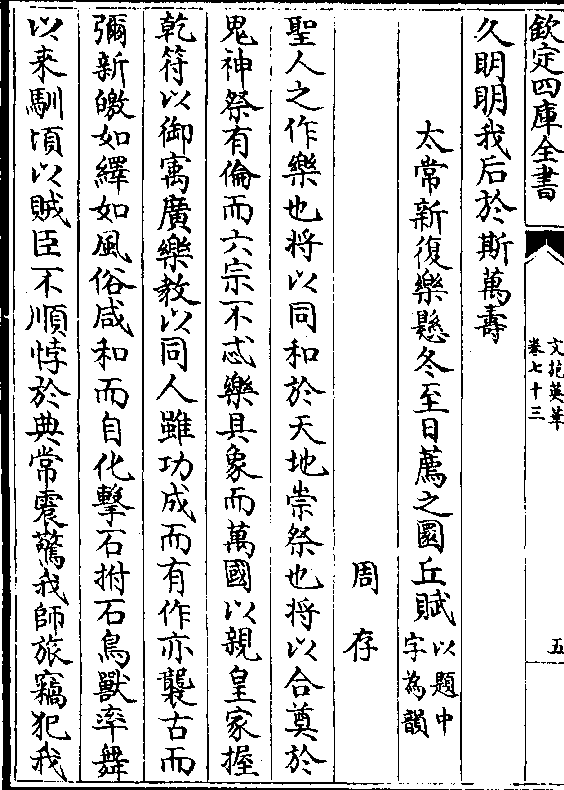 欽定四庫全書
文苑英華
卷七十三
五
久明明我后於斯萬壽
太常新復樂懸冬至日薦之圜丘賦以題中字為韻
周存
聖人之作樂也将以同和於天地崇祭也将以合奠於
鬼神祭有倫而六宗不忒樂具象而萬國以親皇家握
乾符以御寓廣樂教以同人雖功成而有作亦襲古而
彌新皦如繹如風俗咸和而自化擊石拊石鳥獸率舞
以来馴頃以賊臣不順悖於典常震驚我師旅竊犯我